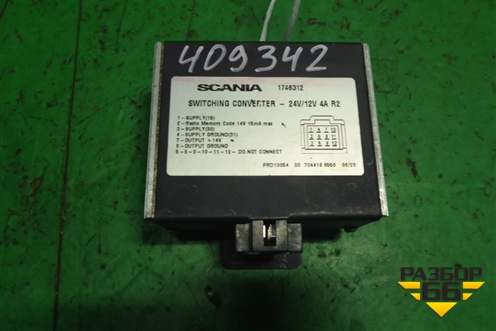 409342
SCANIA 1748312
SWITCHING CONVERTER - 24V/12V 4A R2
1 - SUPPLY(15)
2 - Radio Memory Code 14V 15mA max
3 - SUPPLY(30)
4 - SUPPLY GROUND(31)
7 - OUTPUT + 14V
8 - OUTPUT GROUND
5 - 6 - 9 - 10 - 11 - 12 - DO NOT CONNECT
РАЗБОР
66